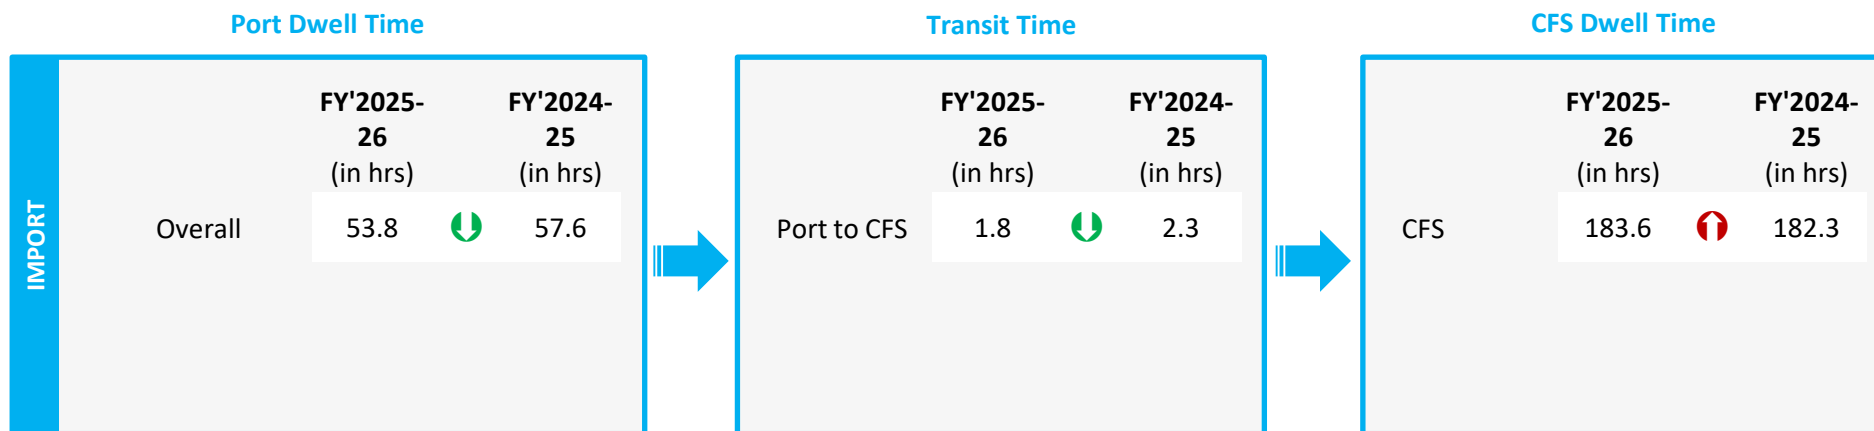 Port Dwell Time
Transit Time
CFS Dwell Time
IMPORT
FY'2025-
26
(in hrs)
FY'2024-
25
(in hrs)
Overall 53.8 57.6
FY'2025-
26
(in hrs)
FY'2024-
25
(in hrs)
Port to CFS 1.8 2.3
FY'2025-
26
(in hrs)
FY'2024-
25
(in hrs)
CFS 183.6 182.3